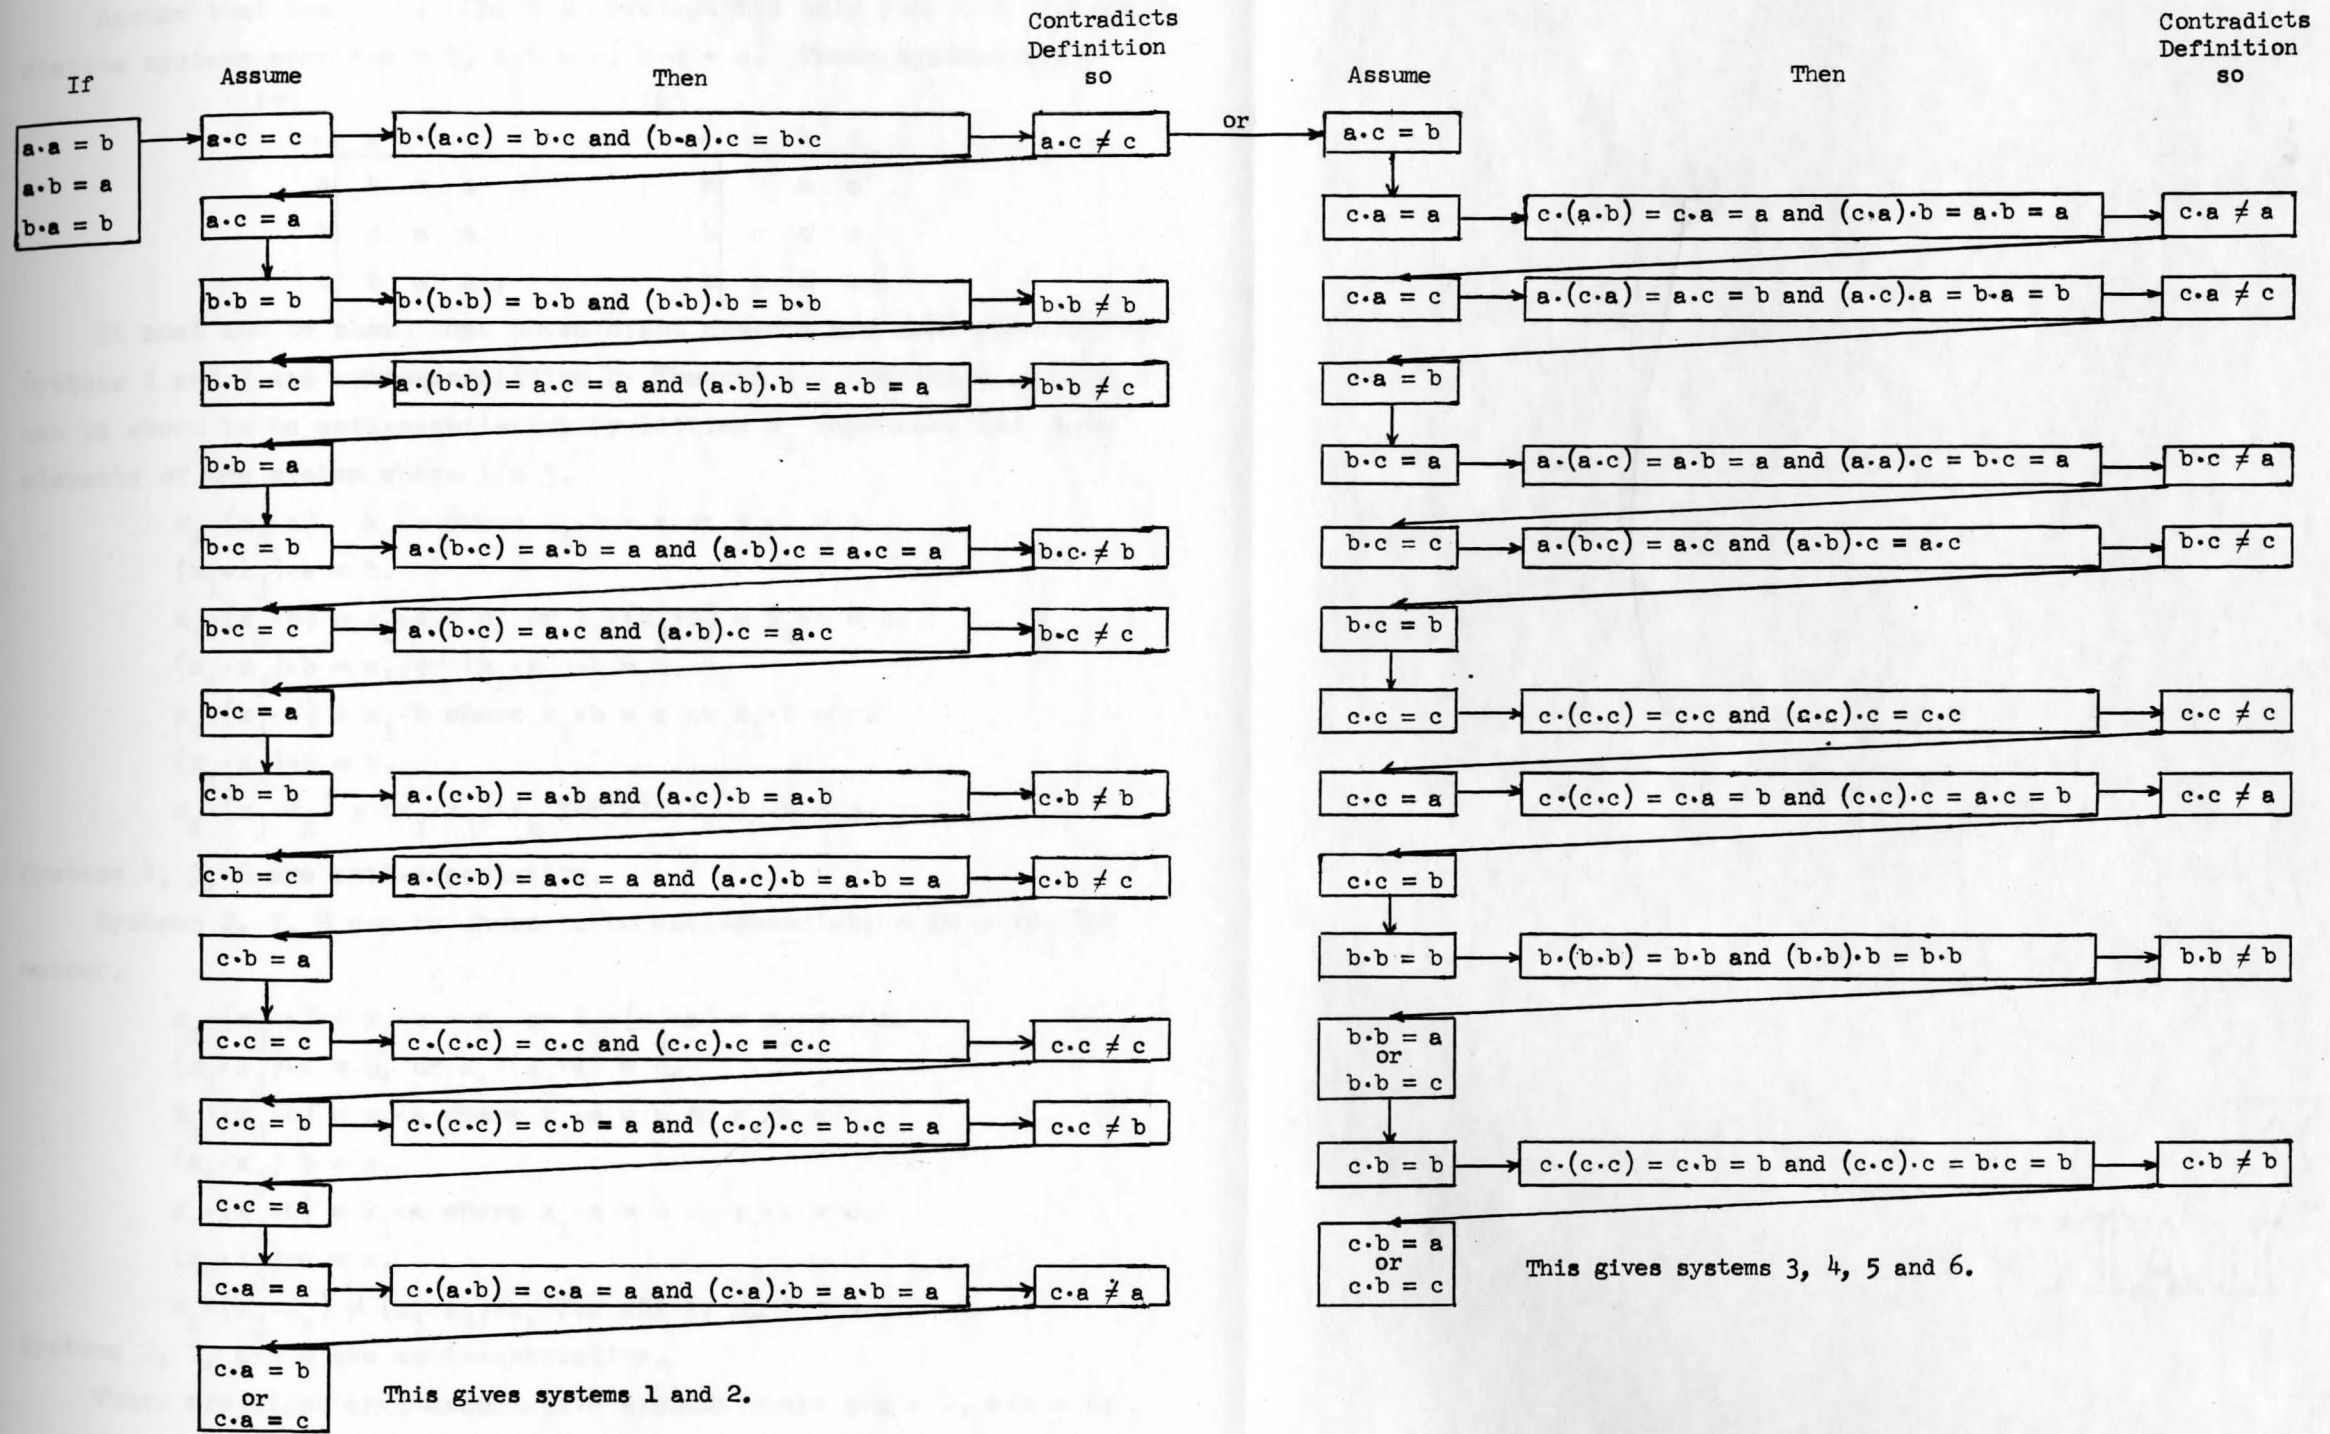 If
Assume
Then
Contradicts
Definition
so
a·a = b
a·b = a
b·a = b
a·c = c
b·(a·c) = b·c and (b·a)·c = b·c
a·c ≠ c
a·c = a
b·b = b
b·(b·b) = b·b and (b·b)·b = b·b
b·b ≠ b
b·b = c
a·(b·b) = a·c = a and (a·b)·b = a·b = a
b·b ≠ c
b·b = a
b·c = b
a·(b·c) = a·b = a and (a·b)·c = a·c = a
b·c ≠ b
b·c = c
a·(b·c) = a·c and (a·b)·c = a·c
b·c ≠ c
b·c = a
c·b = b
a·(c·b) = a·b and (a·c)·b = a·b
c·b ≠ b
c·b = c
a·(c·b) = a·c = a and (a·c)·b = a·b = a
c·b ≠ c
c·b = a
c·c = c
c·(c·c) = c·c and (c·c)·c = c·c
c·c ≠ c
c·c = b
c·(c·c) = c·b = a and (c·c)·c = b·c = a
c·c ≠ b
c·c = a
c·a = a
c·(a·b) = c·a = a and (c·a)·b = a·b = a
c·a ≠ a
c·a = b
or
c·a = c
This gives systems 1 and 2.
or
Assume
Then
Contradicts
Definition
so
a·c = b
c·a = a
c·(a·b) = c·a = a and (c·a)·b = a·b = a
c·a ≠ a
c·a = c
a·(c·a) = a·c = b and (a·c)·a = b·a = b
c·a ≠ c
c·a = b
b·c = a
a·(a·c) = a·b = a and (a·a)·c = b·c = a
b·c ≠ a
b·c = c
a·(b·c) = a·c and (a·b)·c = a·c
b·c ≠ c
b·c = b
c·c = c
c·(c·c) = c·c and (c·c)·c = c·c
c·c ≠ c
c·c = a
c·(c·c) = c·a = b and (c·c)·c = a·c = b
c·c ≠ a
c·c = b
b·b = b
b·(b·b) = b·b and (b·b)·b = b·b
b·b ≠ b
b·b = a
or
b·b = c
c·b = b
c·(c·c) = c·b = b and (c·c)·c = b·c = b
c·b ≠ b
c·b = a
or
c·b = c
This gives systems 3, 4, 5 and 6.